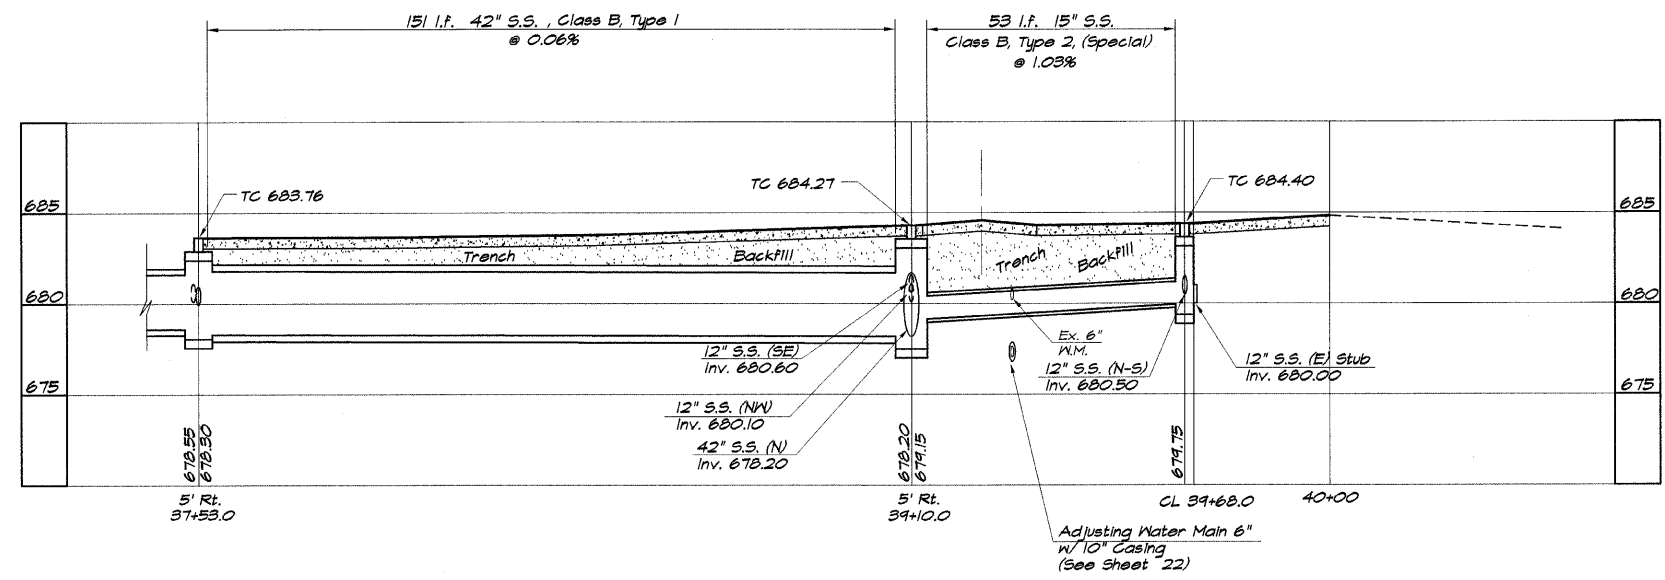 151 l.f. 42" S.S. , Class B, Type 1
@ 0.06%
53 l.f. 15" S.S.
Class B, Type 2, (Special)
@ 1.03%
TC 683.76
TC 684.27
TC 684.40
685
685
Trench Backfill
Trench Backfill
680
680
12" S.S. (SE)
Inv. 680.60
Ex. 6"
W.M.
12" S.S. (N-S)
Inv. 680.50
12" S.S. (E) Stub
Inv. 680.00
675
675
12" S.S. (NW)
Inv. 680.10
42" S.S. (N)
Inv. 678.20
678.55
678.30
678.20
679.15
679.75
5' Rt.
37+53.0
5' Rt.
39+10.0
CL 39+68.0
40+00
Adjusting Water Main 6"
w/ 10" Casing
(See Sheet 22)